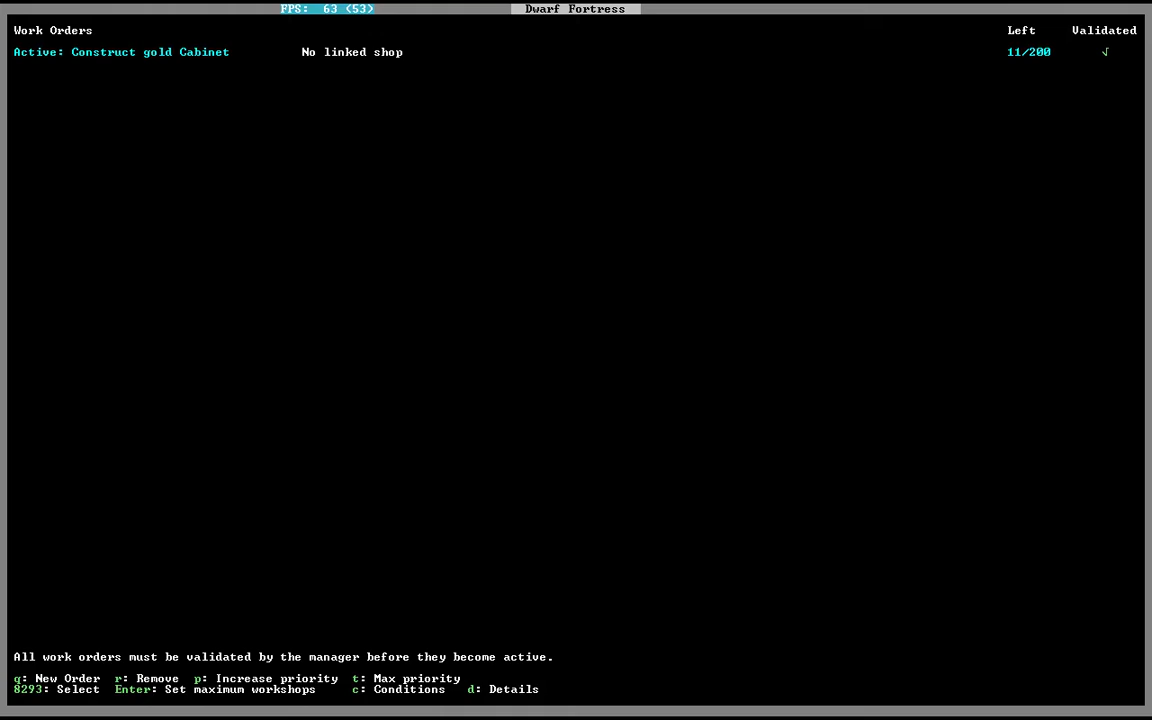 FPS: 63 (53) Dwarf Fortress
Work Orders Left Validated
Active: Construct gold Cabinet No linked shop 11/200 √
All work orders must be validated by the manager before they become active.
q: New Order r: Remove p: Increase priority t: Max priority
8293: Select Enter: Set maximum workshops c: Conditions d: Details